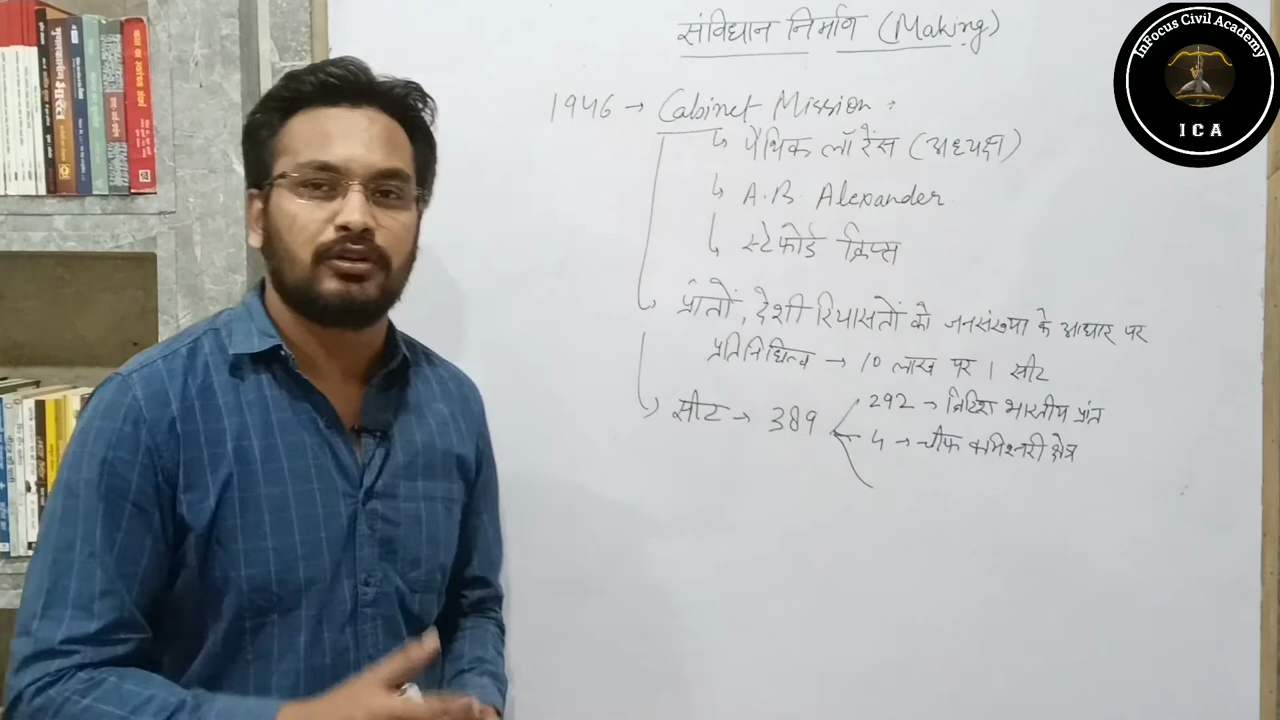 संविधान निर्माण (Making)
1946 → Cabinet Mission :
↳ पैथिक लॉरेंस (अध्यक्ष)
↳ A.B. Alexander
↳ स्टेफोर्ड क्रिप्स
प्रांतों, देशी रियासतों को जनसंख्या के आधार पर
प्रतिनिधित्व → 10 लाख पर 1 सीट
सीट → 389
292 → ब्रिटिश भारतीय प्रांत
4 → चीफ कमिश्नरी क्षेत्र
InFocus Civil Academy
ICA